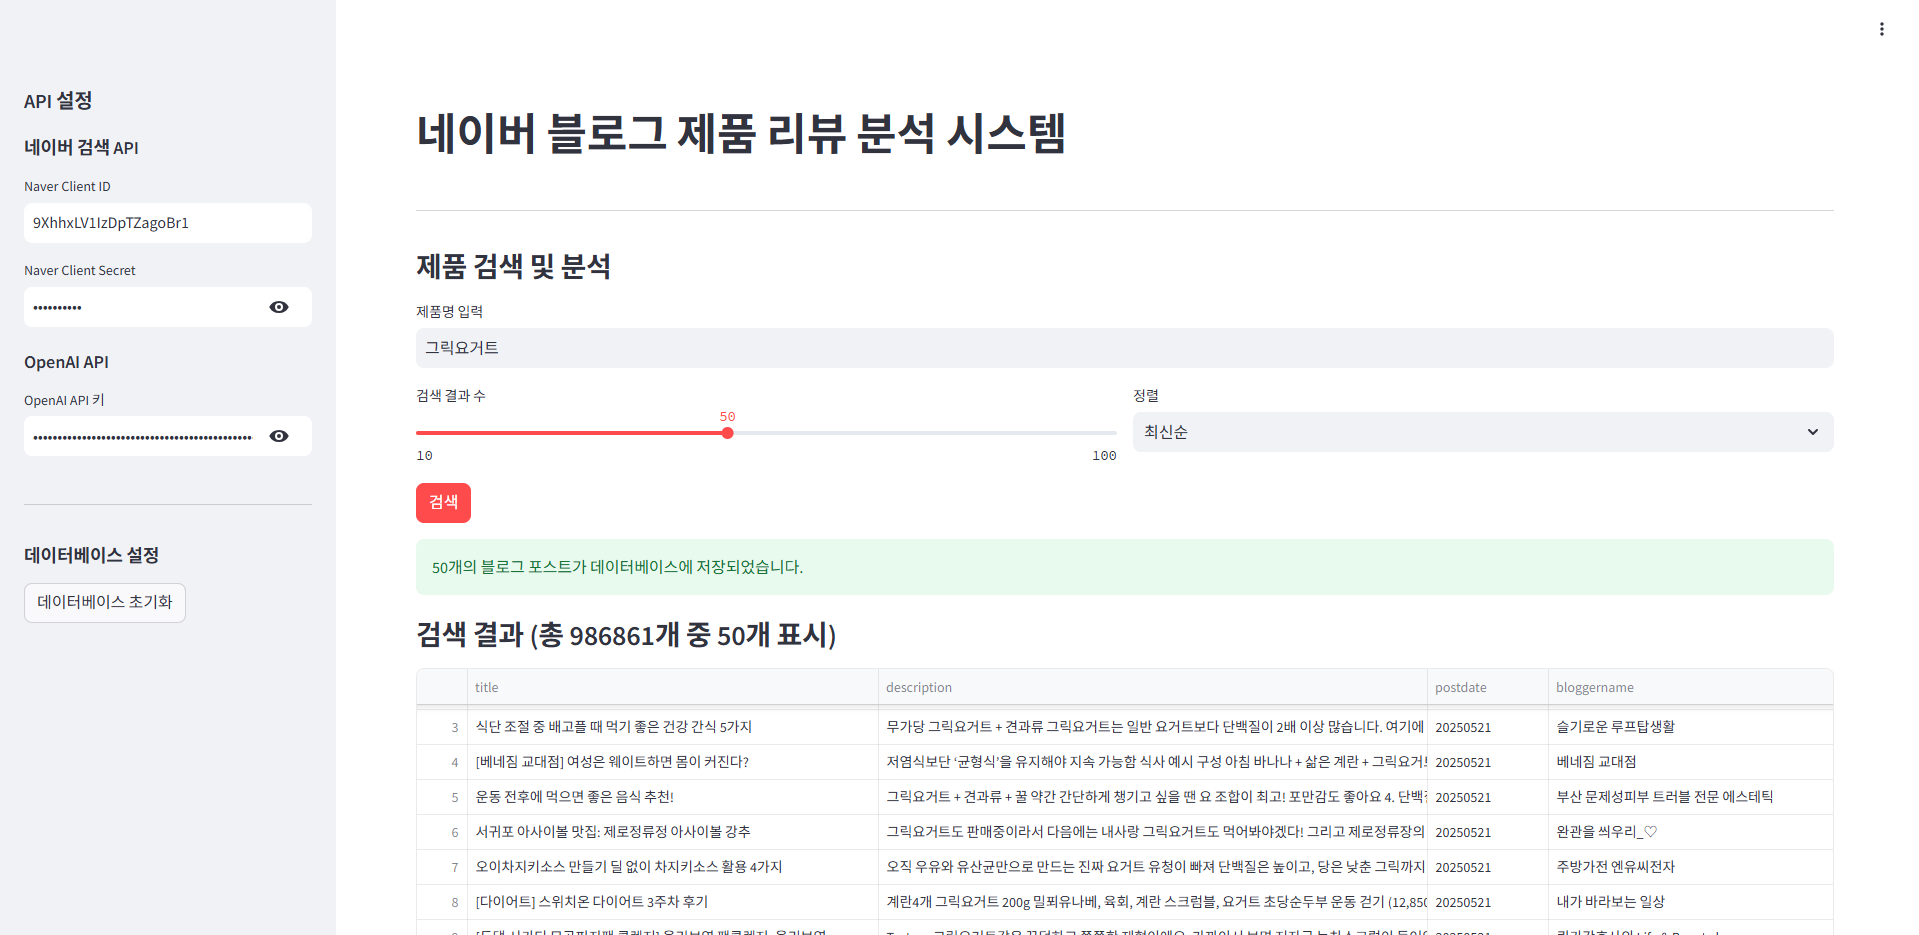 API 설정
네이버 검색 API
Naver Client ID
9XhhxLV1IzDpTZagoBr1
Naver Client Secret
OpenAI API
OpenAI API 키
데이터베이스 설정
데이터베이스 초기화
네이버 블로그 제품 리뷰 분석 시스템
제품 검색 및 분석
제품명 입력
그릭요거트
검색 결과 수
50
10
100
정렬
최신순
검색
50개의 블로그 포스트가 데이터베이스에 저장되었습니다.
검색 결과 (총 986861개 중 50개 표시)
title description postdate bloggername
3 식단 조절 중 배고플 때 먹기 좋은 건강 간식 5가지 무가당 그릭요거트 + 견과류 그릭요거트는 일반 요거트보다 단백질이 2배 이상 많습니다. 여기에 20250521 슬기로운 루프탑생활
4 [베네짐 교대점] 여성은 웨이트하면 몸이 커진다? 저염식보단 ‘균형식’을 유지해야 지속 가능함 식사 예시 구성 아침 바나나 + 삶은 계란 + 그릭요거 20250521 베네짐 교대점
5 운동 전후에 먹으면 좋은 음식 추천! 그릭요거트 + 견과류 + 꿀 약간 간단하게 챙기고 싶을 땐 요 조합이 최고! 포만감도 좋아요 4. 단백 20250521 부산 문제성피부 트러블 전문 에스테틱
6 서귀포 아사이볼 맛집: 제로정류정 아사이볼 강추 그릭요거트도 판매중이라서 다음에는 내사랑 그릭요거트도 먹어봐야겠다! 그리고 제로정류장의 20250521 완관을 씌우리_♡
7 오이차지키소스 만들기 딜 없이 차지키소스 활용 4가지 오직 우유와 유산균만으로 만드는 진짜 요거트 유청이 빠져 단백질은 높이고, 당은 낮춘 그릭까지 20250521 주방가전 엔유씨전자
8 [다이어트] 스위치온 다이어트 3주차 후기 계란4개 그릭요거트 200g 밀푀유나베, 육회, 계란 스크럼블, 요거트 초당순두부 운동 걷기 (12,850 20250521 내가 바라보는 일상